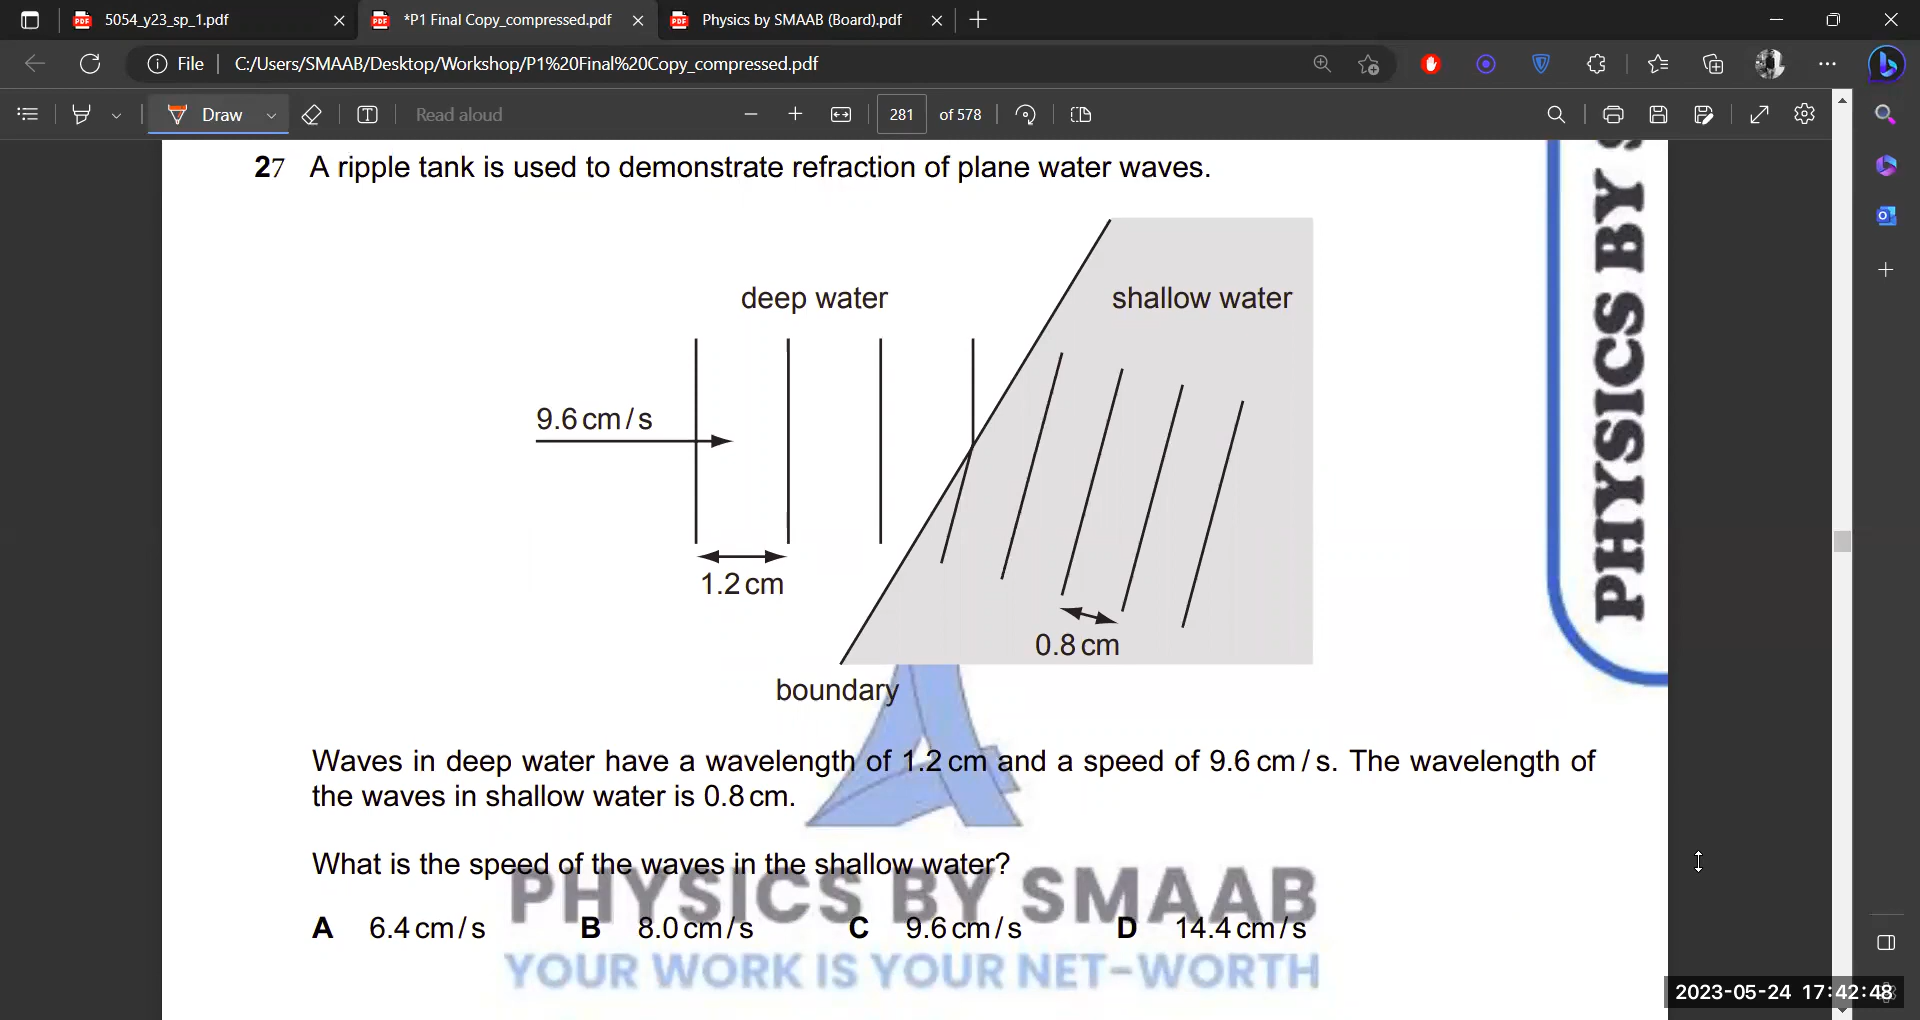 5054_y23_sp_1.pdf
*P1 Final Copy_compressed.pdf
Physics by SMAAB (Board).pdf
File
C:/Users/SMAAB/Desktop/Workshop/P1%20Final%20Copy_compressed.pdf
Draw
Read aloud
281 of 578
27 A ripple tank is used to demonstrate refraction of plane water waves.
deep water
shallow water
9.6 cm/s
1.2 cm
0.8 cm
boundary
PHYSICS BY S
Waves in deep water have a wavelength of 1.2 cm and a speed of 9.6 cm/s. The wavelength of
the waves in shallow water is 0.8 cm.
What is the speed of the waves in the shallow water?
PHYSICS BY SMAAB
A 6.4 cm/s B 8.0 cm/s C 9.6 cm/s D 14.4 cm/s
YOUR WORK IS YOUR NET-WORTH
2023-05-24 17:42:48